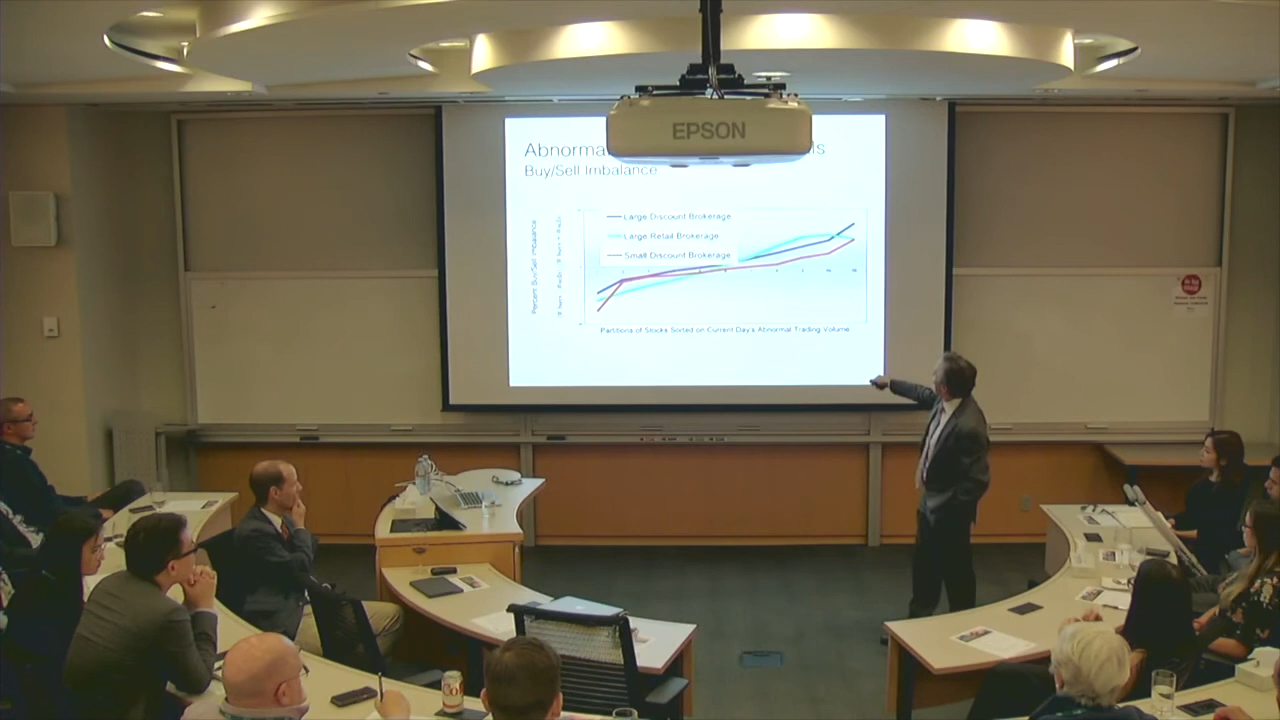 EPSON
Abnorma
ls
Buy/Sell Imbalance
Large Discount Brokerage
Large Retail Brokerage
Small Discount Brokerage
Percent Buy/Sell Imbalance
Partitions of Stocks Sorted on Current Day's Abnormal Trading Volume